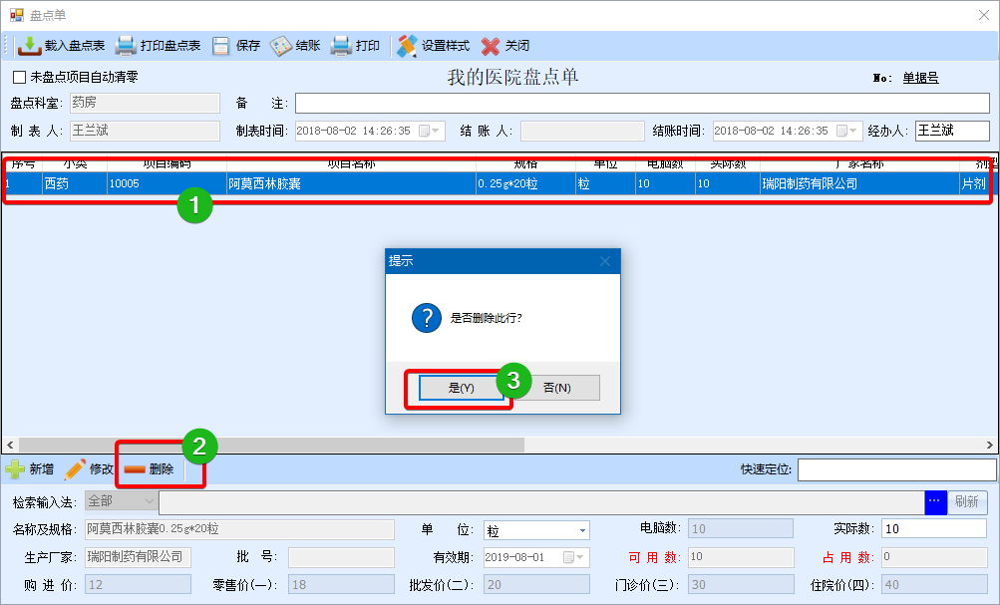 盘点单
载入盘点表 打印盘点表 保存 结账 打印 设置样式 关闭
未盘点项目自动清零 我的医院盘点单 No: 单据号
盘点科室: 药房 备 注:
制 表 人: 王兰斌 制表时间: 2018-08-02 14:26:35 结 账 人: 结账时间: 2018-08-02 14:26:35 经办人: 王兰斌
序号 小类 项目编码 项目名称 规格 单位 电脑数 实际数 厂家名称 剂型
1 西药 10005 阿莫西林胶囊 0.25g*20粒 粒 10 10 瑞阳制药有限公司 片剂
1
提示
是否删除此行?
是(Y) 3 否(N)
2
新增 修改 删除 快速定位:
检索输入法: 全部 ... 刷新
名称及规格: 阿莫西林胶囊0.25g*20粒 单 位: 粒 电脑数: 10 实际数: 10
生产厂家: 瑞阳制药有限公司 批 号: 有效期: 2019-08-01 可 用 数: 10 占 用 数: 0
购 进 价: 12 零售价(一): 18 批发价(二): 20 门诊价(三): 30 住院价(四): 40